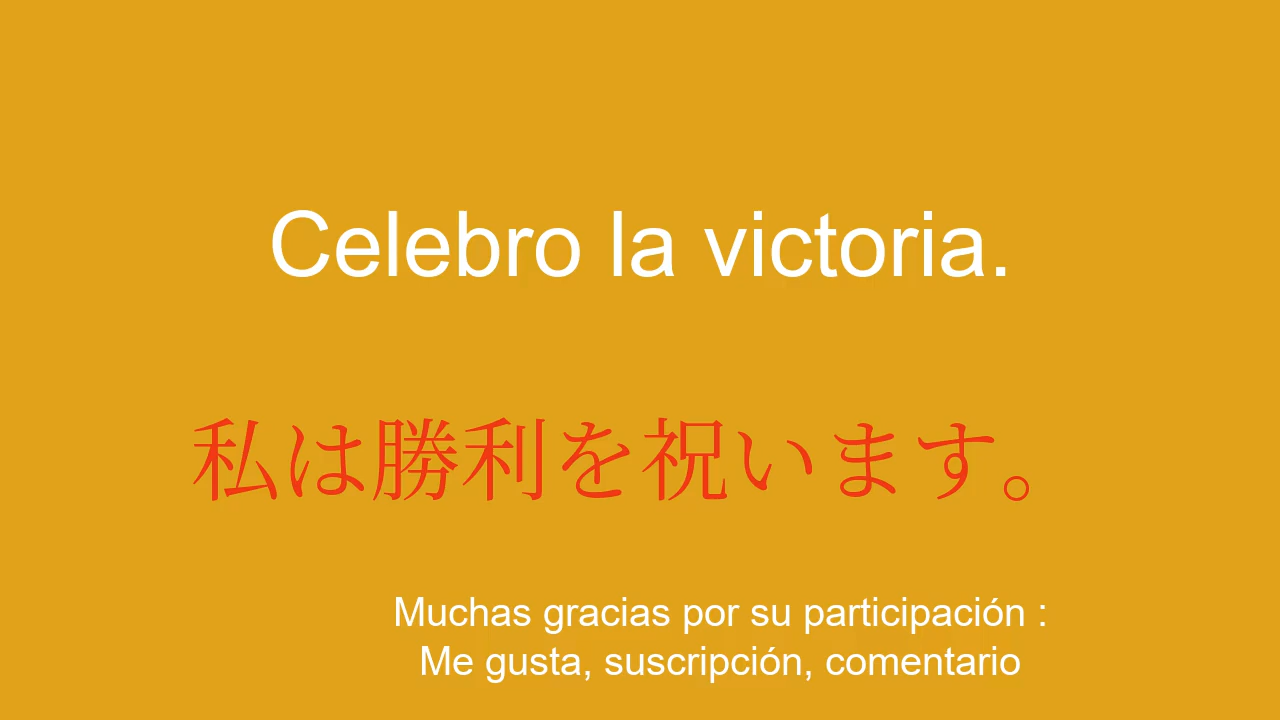 Celebro la victoria.
私は勝利を祝います。
Muchas gracias por su participación :
Me gusta, suscripción, comentario